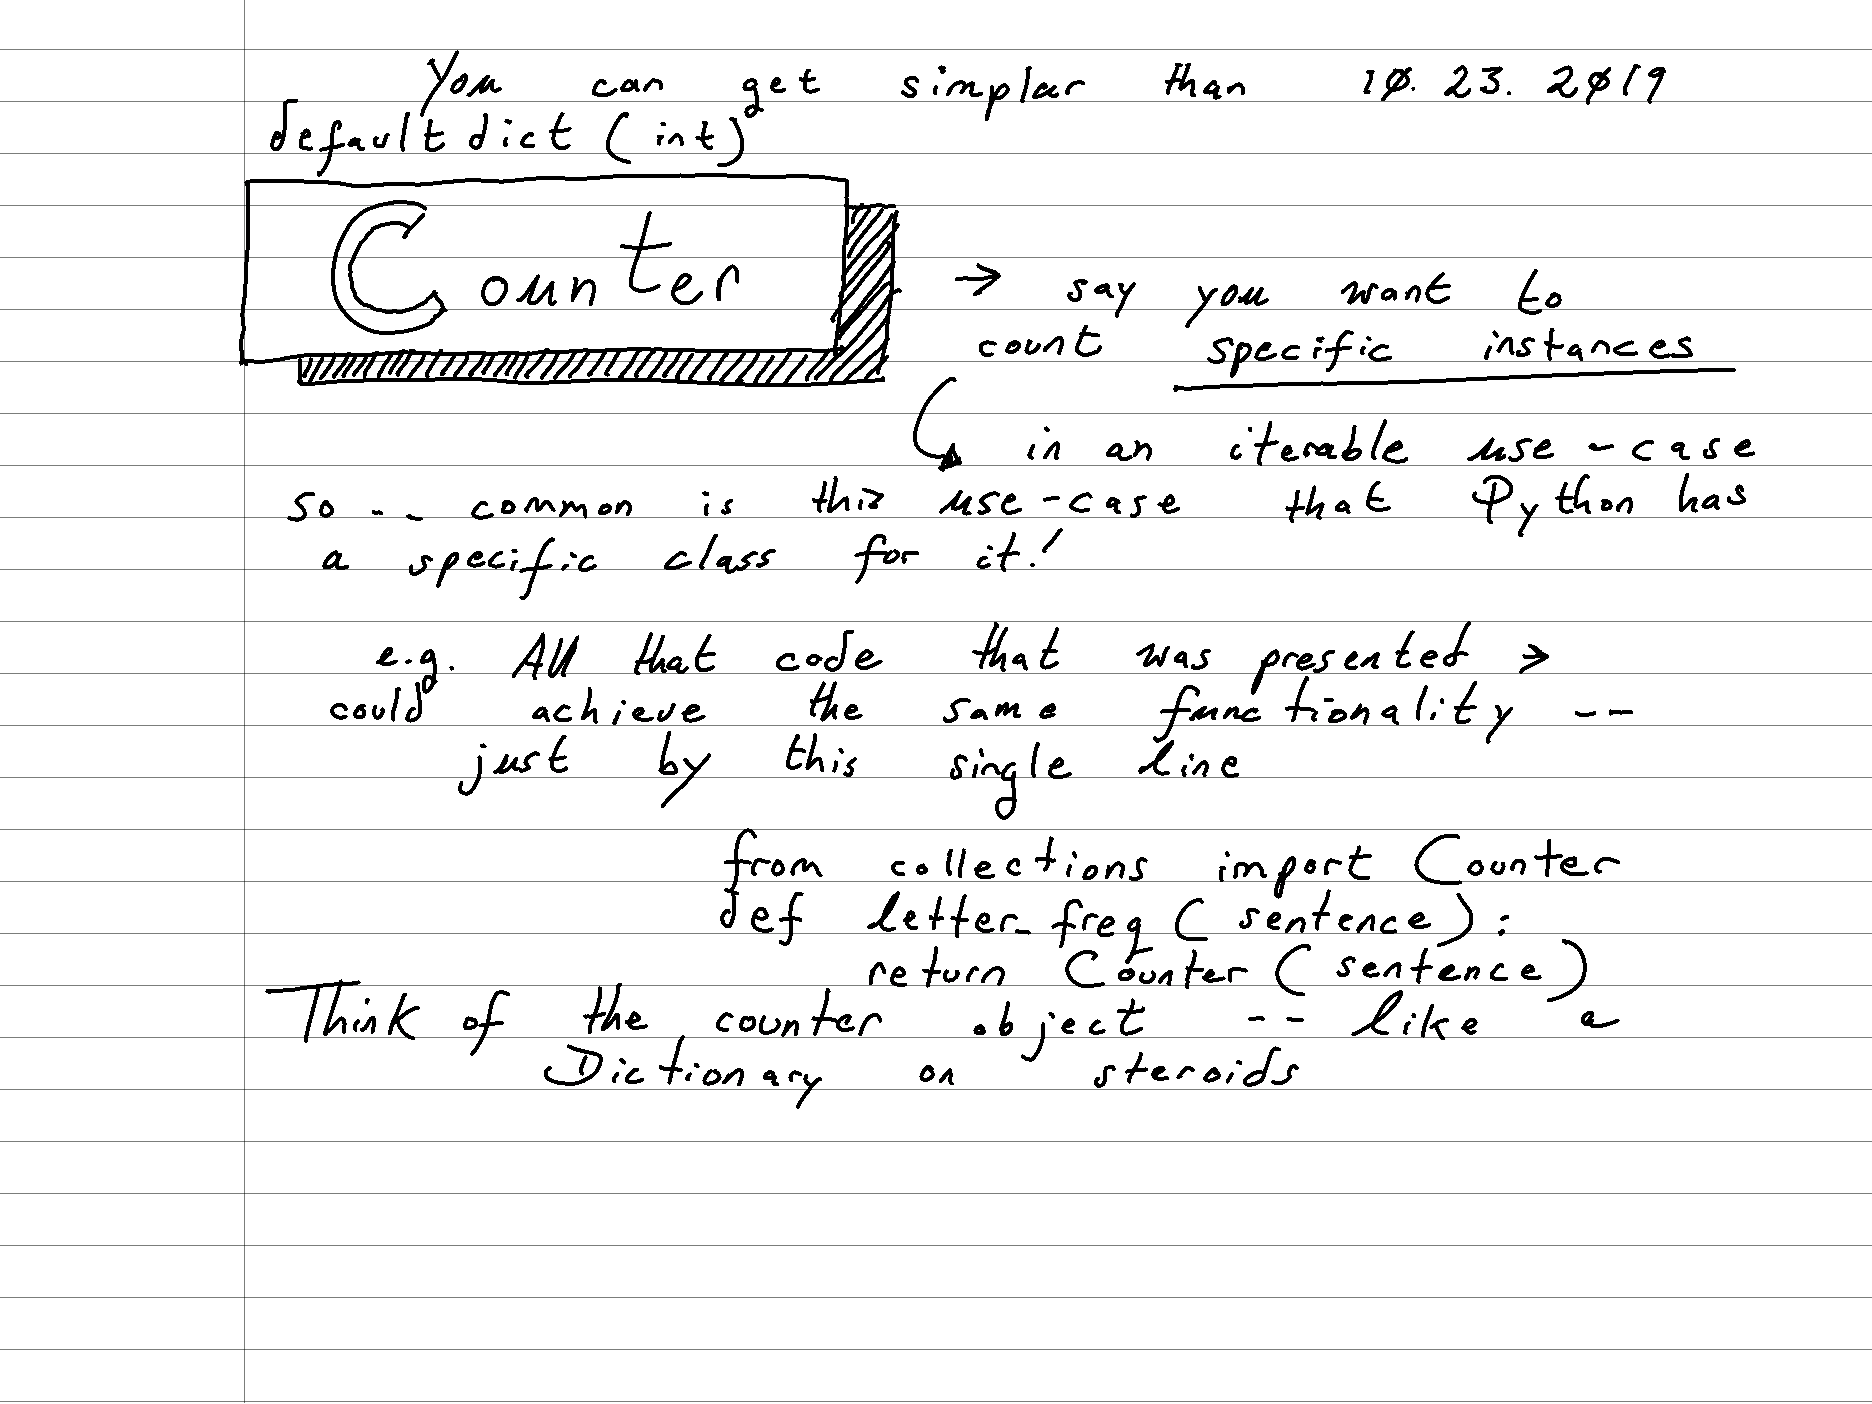 You can get simplar than 10. 23. 2019
defaultdict (int)
Counter
→ say you want to
count specific instances
in an iterable use-case
so -- common is this use-case that Python has
a specific class for it!
e.g. All that code that was presented >
could achieve the same functionality --
just by this single line
from collections import Counter
def letter_freq (sentence):
return Counter (sentence)
Think of the counter object -- like a
Dictionary on steroids